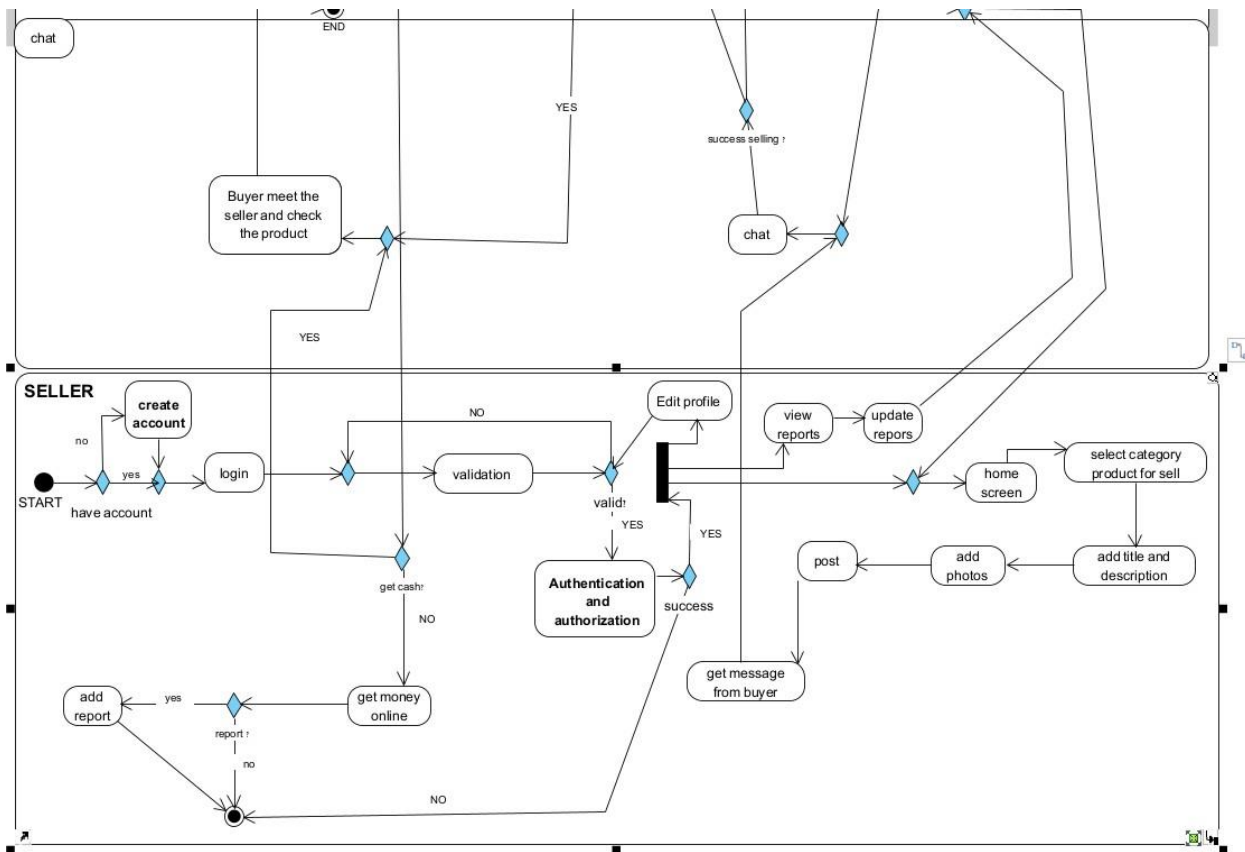 END
chat
YES
success selling ?
Buyer meet the
seller and check
the product
chat
YES
SELLER
create
account
no
yes
START
have account
login
NO
validation
Edit profile
valid?
YES
view
reports
update
repors
home
screen
select category
product for sell
YES
get cash?
Authentication
and
authorization
success
post
add
photos
add title and
description
NO
get message
from buyer
add
report
yes
get money
online
report ?
no
NO